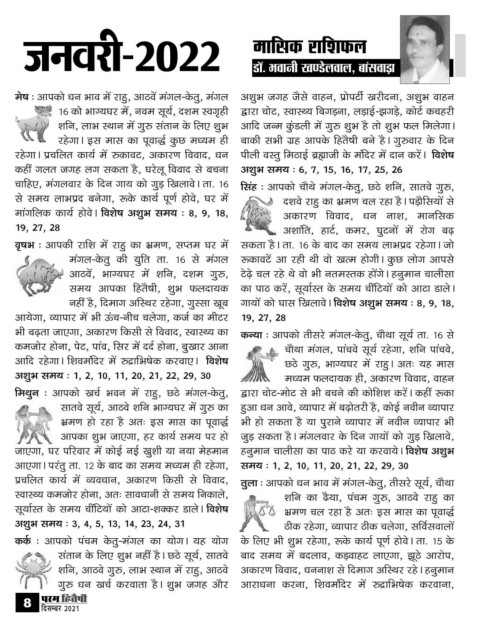 जनवरी-2022
मासिक राशिफल
डॉ. भवानी खण्डेलवाल, बांसवाड़ा
मेष : आपको धन भाव में राहु, आठवें मंगल-केतु, मंगल
16 को भाग्यघर में, नवम सूर्य, दशम स्वगृही
शनि, लाभ स्थान में गुरु संतान के लिए शुभ
रहेगा। इस मास का पूर्वार्द्ध कुछ मध्यम ही
रहेगा। प्रचलित कार्य में रुकावट, अकारण विवाद, धन
कहीं गलत जगह लग सकता है, घरेलू विवाद से बचना
चाहिए, मंगलवार के दिन गाय को गुड़ खिलावे। ता. 16
से समय लाभप्रद बनेगा, रूके कार्य पूर्ण होवे, घर में
मांगलिक कार्य होवे। विशेष अशुभ समय : 8, 9, 18,
19, 27, 28
वृषभ : आपकी राशि में राहु का भ्रमण, सप्तम घर में
मंगल-केतु की युति ता. 16 से मंगल
आठवें, भाग्यघर में शनि, दशम गुरु,
समय आपका हितैषी, शुभ फलदायक
नहीं है, दिमाग अस्थिर रहेगा, गुस्सा खूब
आयेगा, व्यापार में भी ऊंच-नीच चलेगा, कर्ज का मीटर
भी बढ़ता जाएगा, अकारण किसी से विवाद, स्वास्थ्य का
कमजोर होना, पेट, पांव, सिर में दर्द होना, बुखार आना
आदि रहेगा। शिवमंदिर में रुद्राभिषेक करवाए। विशेष
अशुभ समय : 1, 2, 10, 11, 20, 21, 22, 29, 30
मिथुन : आपको खर्च भवन में राहु, छठे मंगल-केतु,
सातवे सूर्य, आठवे शनि भाग्यघर में गुरु का
भ्रमण हो रहा है अतः इस मास का पूर्वार्द्ध
आपका शुभ जाएगा, हर कार्य समय पर हो
जाएगा, घर परिवार में कोई नई खुशी या नया मेहमान
आएगा। परंतु ता. 12 के बाद का समय मध्यम ही रहेगा,
प्रचलित कार्य में व्यवधान, अकारण किसी से विवाद,
स्वास्थ्य कमजोर होना, अतः सावधानी से समय निकाले,
सूर्यास्त के समय चींटियों को आटा-शक्कर डाले। विशेष
अशुभ समय : 3, 4, 5, 13, 14, 23, 24, 31
कर्क : आपको पंचम केतु-मंगल का योग। यह योग
संतान के लिए शुभ नहीं है। छठे सूर्य, सातवे
शनि, आठवे गुरु, लाभ स्थान में राहु, आठवे
गुरु धन खर्च करवाता है। शुभ जगह और
अशुभ जगह जैसे वाहन, प्रोपर्टी खरीदना, अशुभ वाहन
द्वारा चोट, स्वास्थ्य बिगड़ना, लड़ाई-झगड़े, कोर्ट कचहरी
आदि जन्म कुंडली में गुरु शुभ है तो शुभ फल मिलेगा।
बाकी सभी ग्रह आपके हितैषी बने है। गुरुवार के दिन
पीली वस्तु मिठाई ब्रह्माजी के मंदिर में दान करें। विशेष
अशुभ समय : 6, 7, 15, 16, 17, 25, 26
सिंह : आपको चौथे मंगल-केतु, छठे शनि, सातवे गुरु,
दशवे राहु का भ्रमण चल रहा है। पड़ौसियों से
अकारण विवाद, धन नाश, मानसिक
अशांति, हार्ट, कमर, घुटनों में रोग बढ़
सकता है। ता. 16 के बाद का समय लाभप्रद रहेगा। जो
रूकावटें आ रही थी वो खत्म होगी। कुछ लोग आपसे
टेढ़े चल रहे थे वो भी नतमस्तक होंगे। हनुमान चालीसा
का पाठ करें, सूर्यास्त के समय चींटियों को आटा डाले।
गायों को घास खिलावे। विशेष अशुभ समय : 8, 9, 18,
19, 27, 28
कन्या : आपको तीसरे मंगल-केतु, चौथा सूर्य ता. 16 से
चौथा मंगल, पांचवे सूर्य रहेगा, शनि पांचवे,
छठे गुरु, भाग्यघर में राहु। अतः यह मास
मध्यम फलदायक ही, अकारण विवाद, वाहन
द्वारा चोट-मोट से भी बचने की कोशिश करें। कहीं रूका
हुआ धन आवे, व्यापार में बढ़ोतरी है, कोई नवीन व्यापार
भी हो सकता है या पुराने व्यापार में नवीन व्यापार भी
जुड़ सकता है। मंगलवार के दिन गायों को गुड़ खिलावे,
हनुमान चालीसा का पाठ करे या करवाये। विशेष अशुभ
समय : 1, 2, 10, 11, 20, 21, 22, 29, 30
तुला : आपको धन भाव में मंगल-केतु, तीसरे सूर्य, चौथा
शनि का ढैया, पंचम गुरु, आठवे राहु का
भ्रमण चल रहा है अतः इस मास का पूर्वार्द्ध
ठीक रहेगा, व्यापार ठीक चलेगा, सर्विसवालों
के लिए भी शुभ रहेगा, रूके कार्य पूर्ण होवे। ता. 15 के
बाद समय में बदलाव, कड़वाहट लाएगा, झूठे आरोप,
अकारण विवाद, धननाश से दिमाग अस्थिर रहे। हनुमान
आराधना करना, शिवमंदिर में रुद्राभिषेक करवाना,
8 परम हितैषी
दिसम्बर 2021